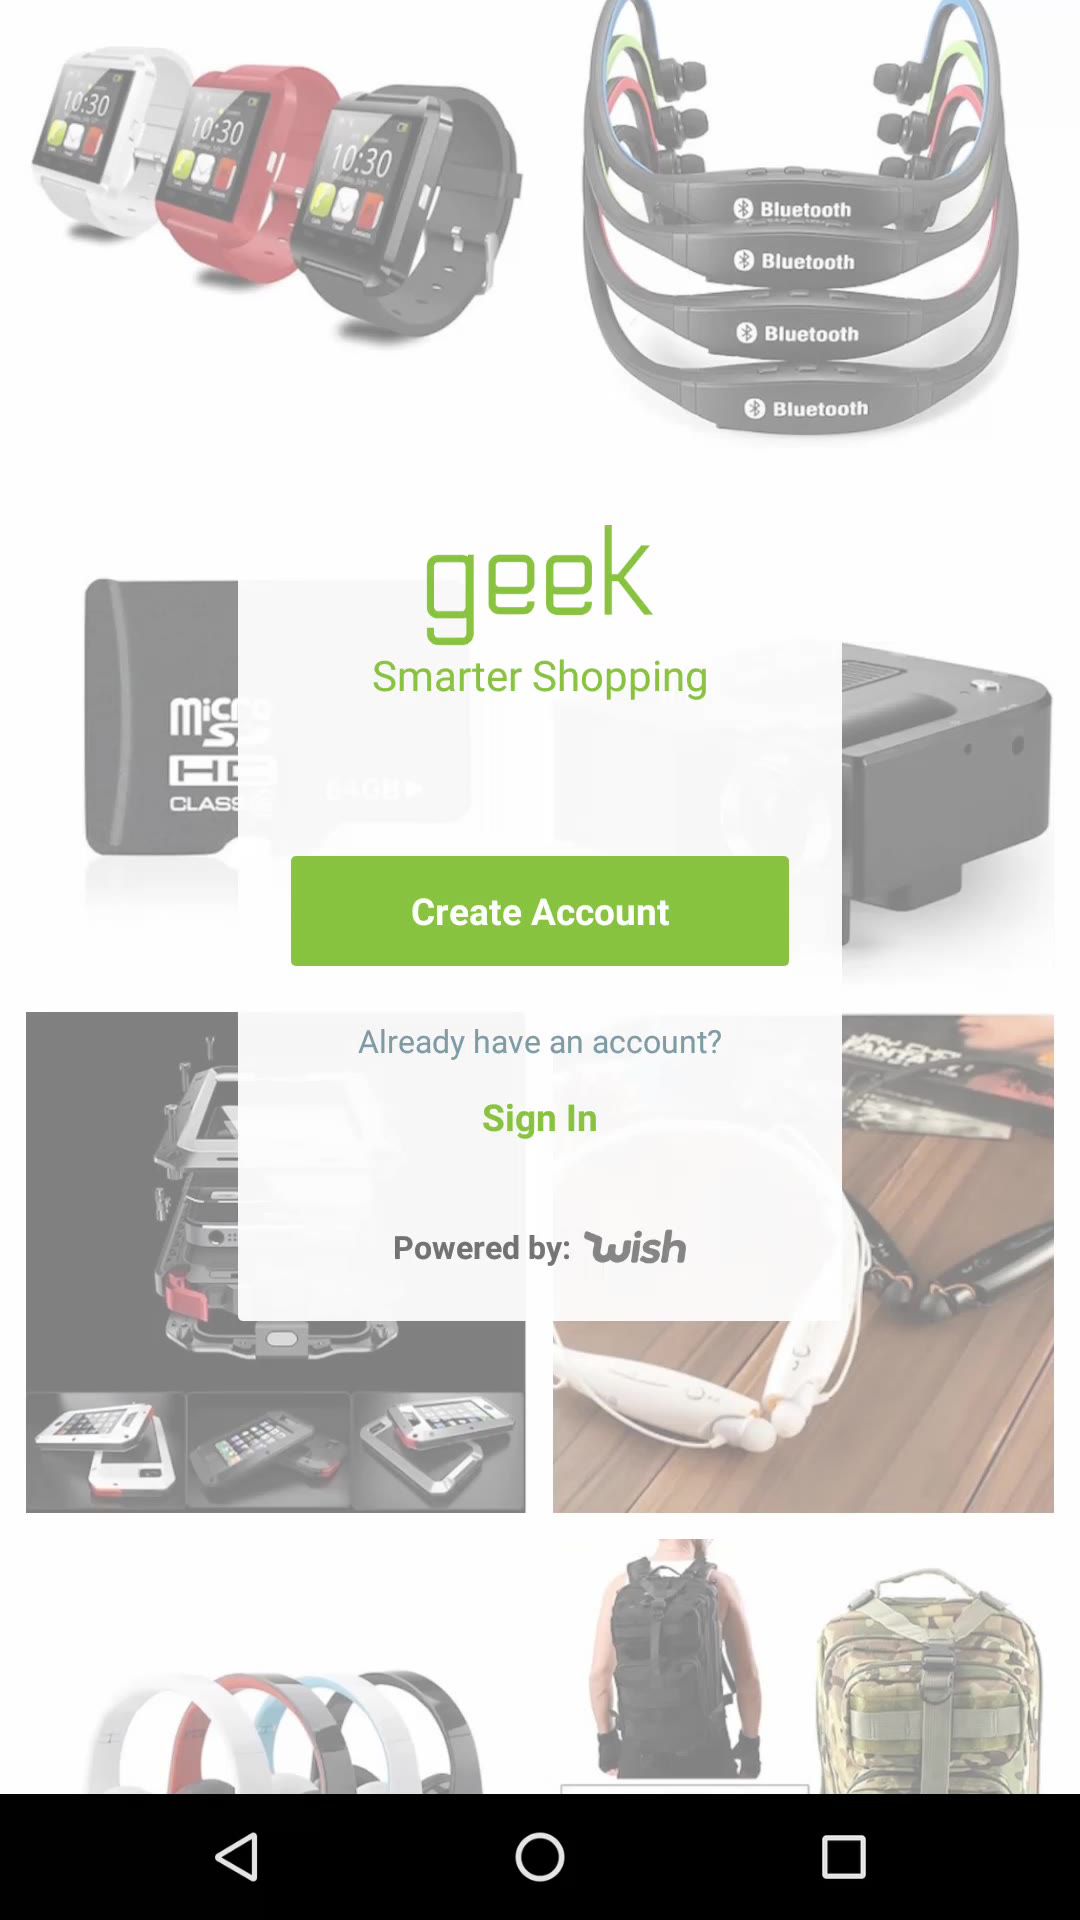 10:30
10:30
10:30
Bluetooth
Bluetooth
Bluetooth
Bluetooth
geek
Smarter Shopping
Micro
SD
HC
CLASS
64GB
Create Account
Already have an account?
Sign In
Powered by: wish